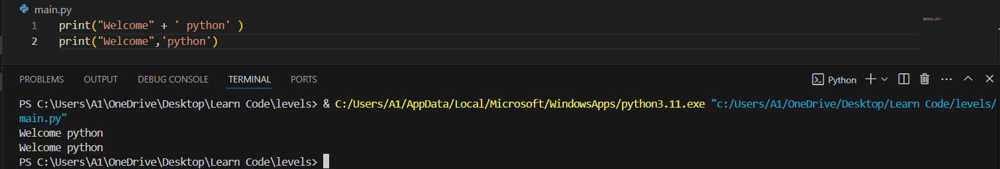 main.py
1 print("Welcome" + ' python' )
2 print("Welcome",'python')
PROBLEMS OUTPUT DEBUG CONSOLE TERMINAL PORTS Python
PS C:\Users\A1\OneDrive\Desktop\Learn Code\levels> & C:/Users/A1/AppData/Local/Microsoft/WindowsApps/python3.11.exe "c:/Users/A1/OneDrive/Desktop/Learn Code/levels/
main.py"
Welcome python
Welcome python
PS C:\Users\A1\OneDrive\Desktop\Learn Code\levels>